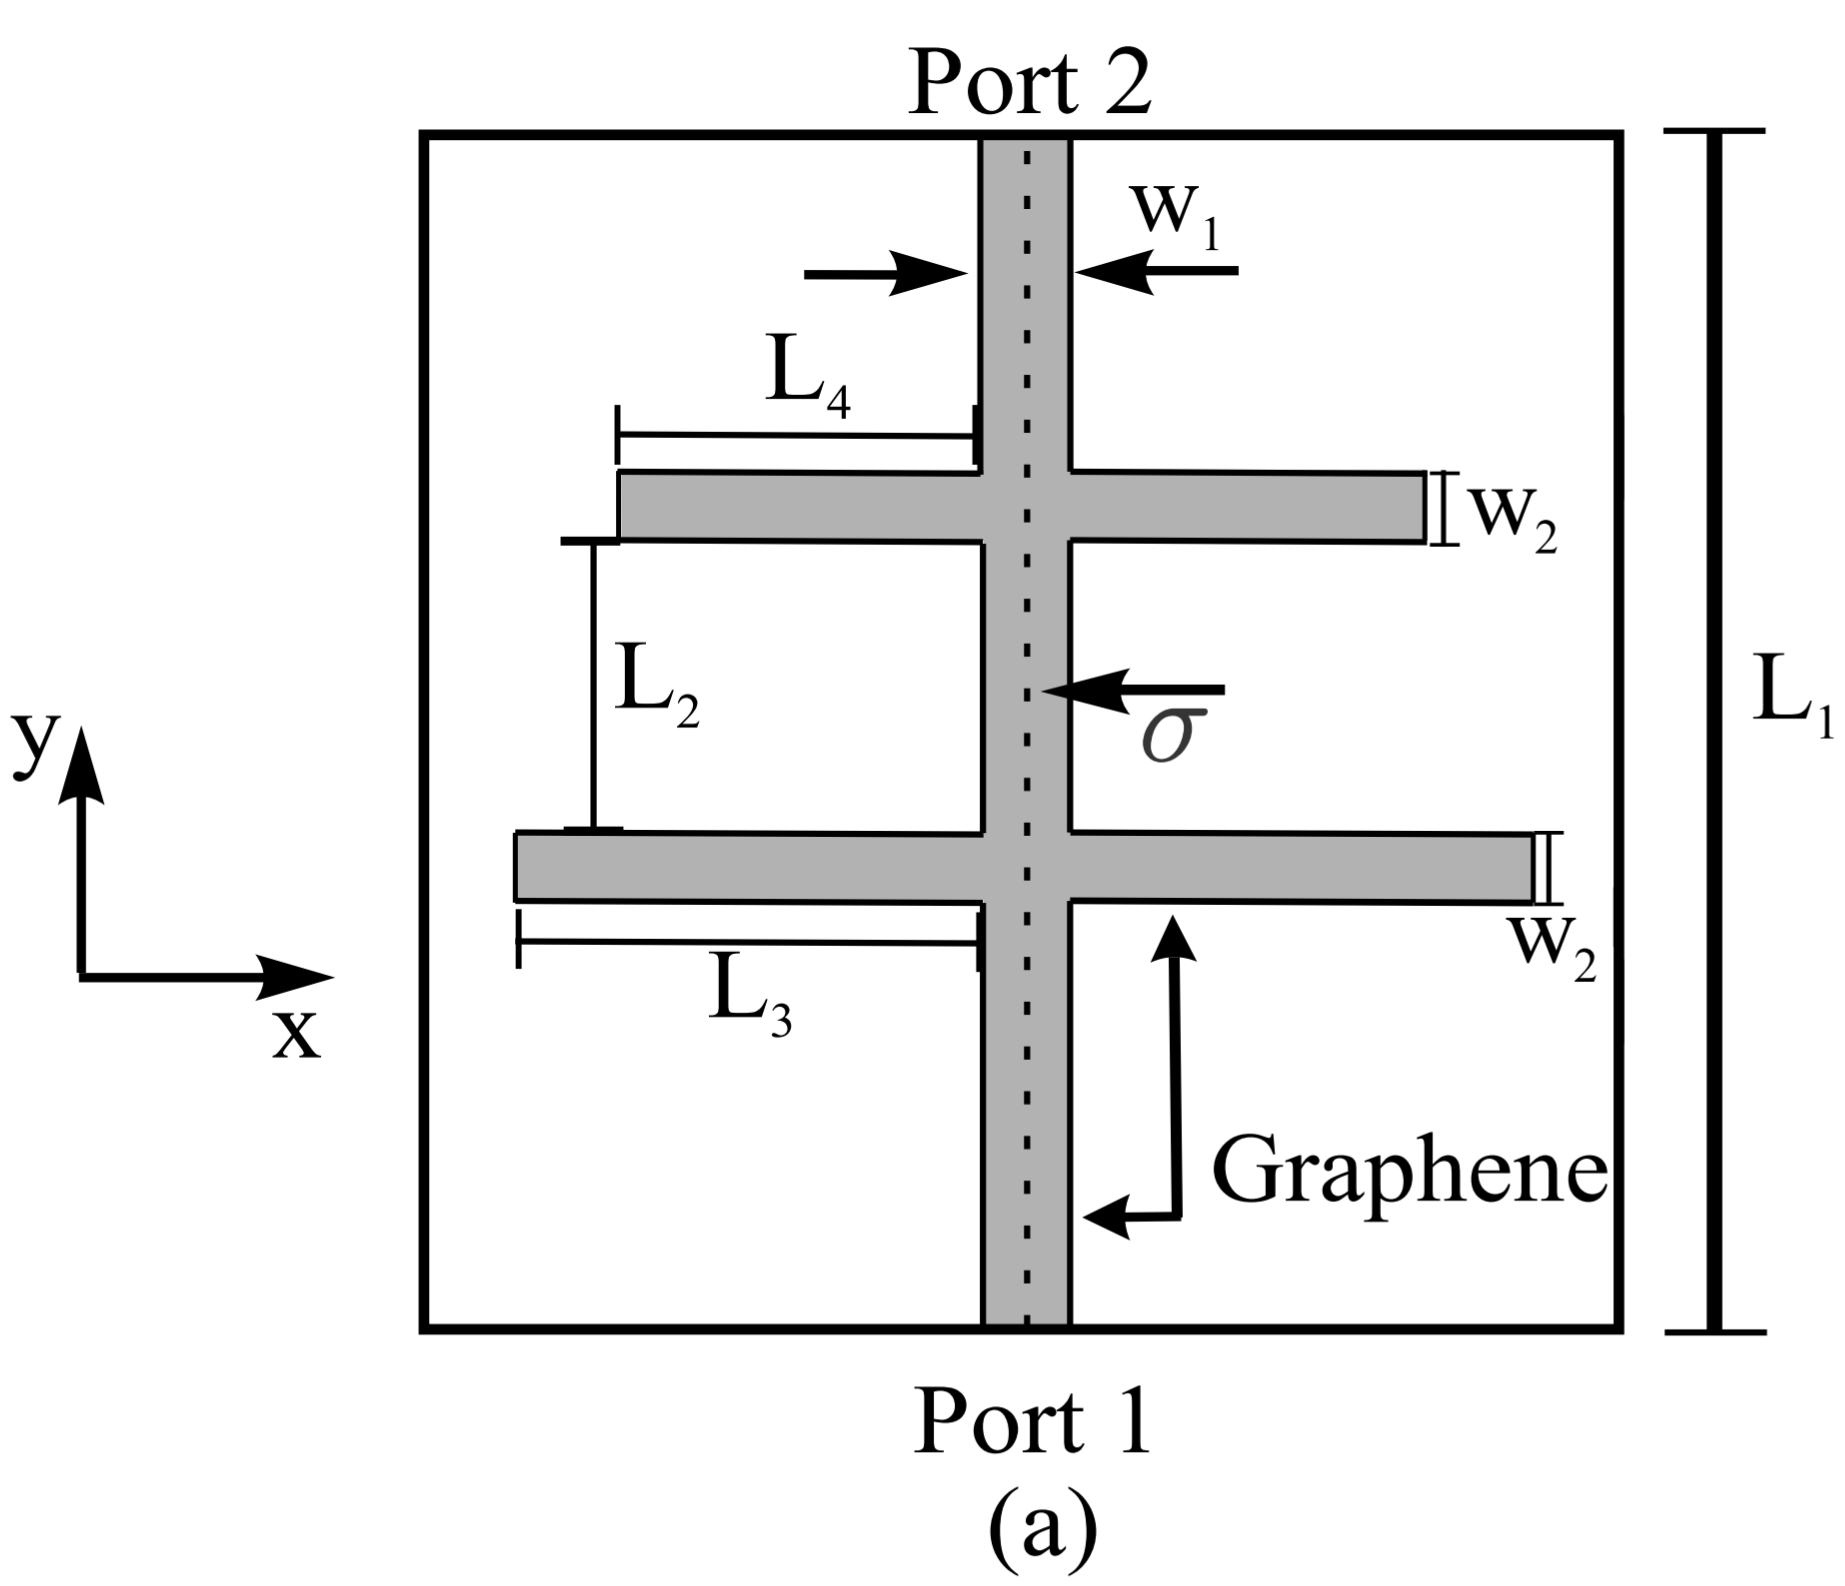 Port 2
w1
L4
w2
L2
σ
L1
y
w2
L3
x
Graphene
Port 1
(a)